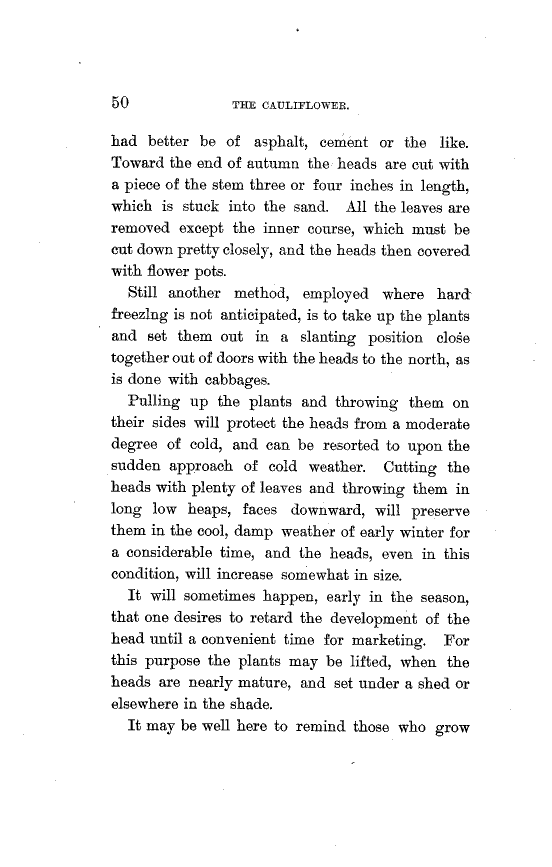 50 THE CAULIFLOWER.
had better be of asphalt, cement or the like.
Toward the end of autumn the heads are cut with
a piece of the stem three or four inches in length,
which is stuck into the sand. All the leaves are
removed except the inner course, which must be
cut down pretty closely, and the heads then covered
with flower pots.
Still another method, employed where hard
freezlng is not anticipated, is to take up the plants
and set them out in a slanting position close
together out of doors with the heads to the north, as
is done with cabbages.
Pulling up the plants and throwing them on
their sides will protect the heads from a moderate
degree of cold, and can be resorted to upon the
sudden approach of cold weather. Cutting the
heads with plenty of leaves and throwing them in
long low heaps, faces downward, will preserve
them in the cool, damp weather of early winter for
a considerable time, and the heads, even in this
condition, will increase somewhat in size.
It will sometimes happen, early in the season,
that one desires to retard the development of the
head until a convenient time for marketing. For
this purpose the plants may be lifted, when the
heads are nearly mature, and set under a shed or
elsewhere in the shade.
It may be well here to remind those who grow